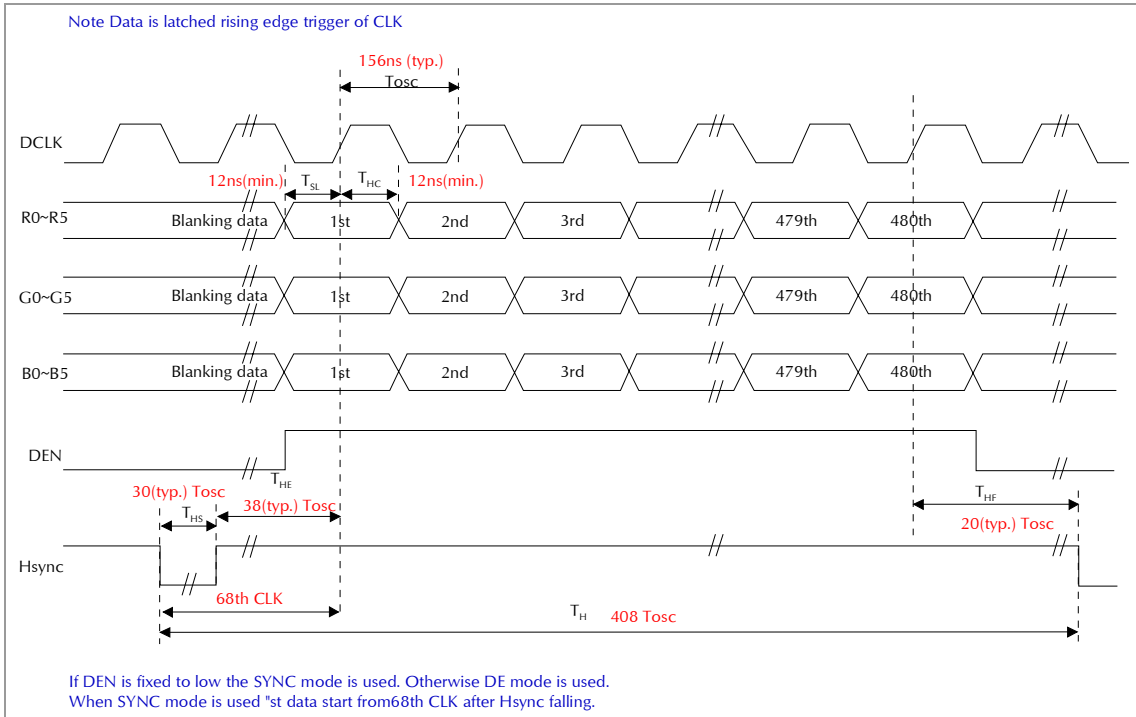 Note Data is latched rising edge trigger of CLK
156ns (typ.)
Tosc
DCLK
12ns(min.) TSL THC 12ns(min.)
R0~R5 Blanking data 1st 2nd 3rd 479th 480th
G0~G5 Blanking data 1st 2nd 3rd 479th 480th
B0~B5 Blanking data 1st 2nd 3rd 479th 480th
DEN
THE
30(typ.) Tosc
38(typ.) Tosc
THS
THF
20(typ.) Tosc
Hsync
68th CLK
TH 408 Tosc
If DEN is fixed to low the SYNC mode is used. Otherwise DE mode is used.
When SYNC mode is used "st data start from68th CLK after Hsync falling.